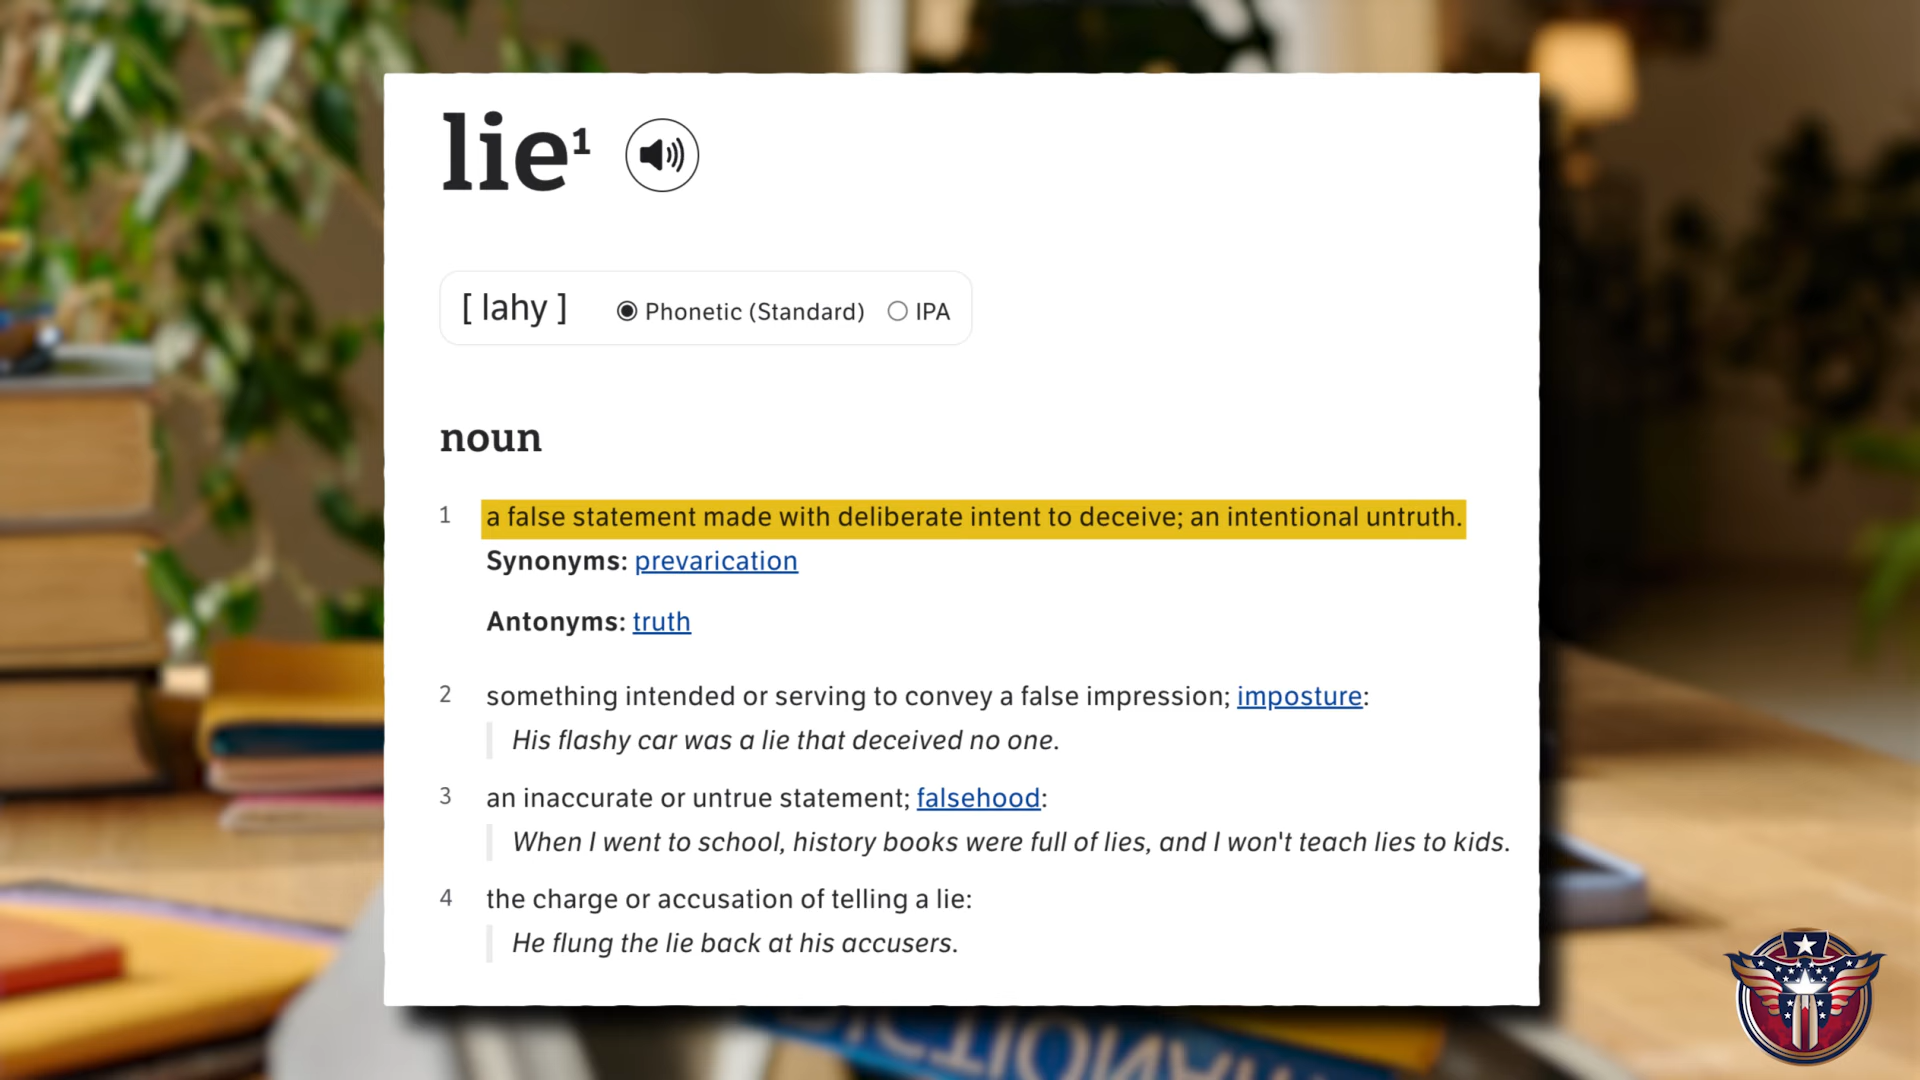 lie1
[ lahy ] Phonetic (Standard) IPA
noun
1 a false statement made with deliberate intent to deceive; an intentional untruth.
Synonyms: prevarication
Antonyms: truth
2 something intended or serving to convey a false impression; imposture:
His flashy car was a lie that deceived no one.
3 an inaccurate or untrue statement; falsehood:
When I went to school, history books were full of lies, and I won't teach lies to kids.
4 the charge or accusation of telling a lie:
He flung the lie back at his accusers.